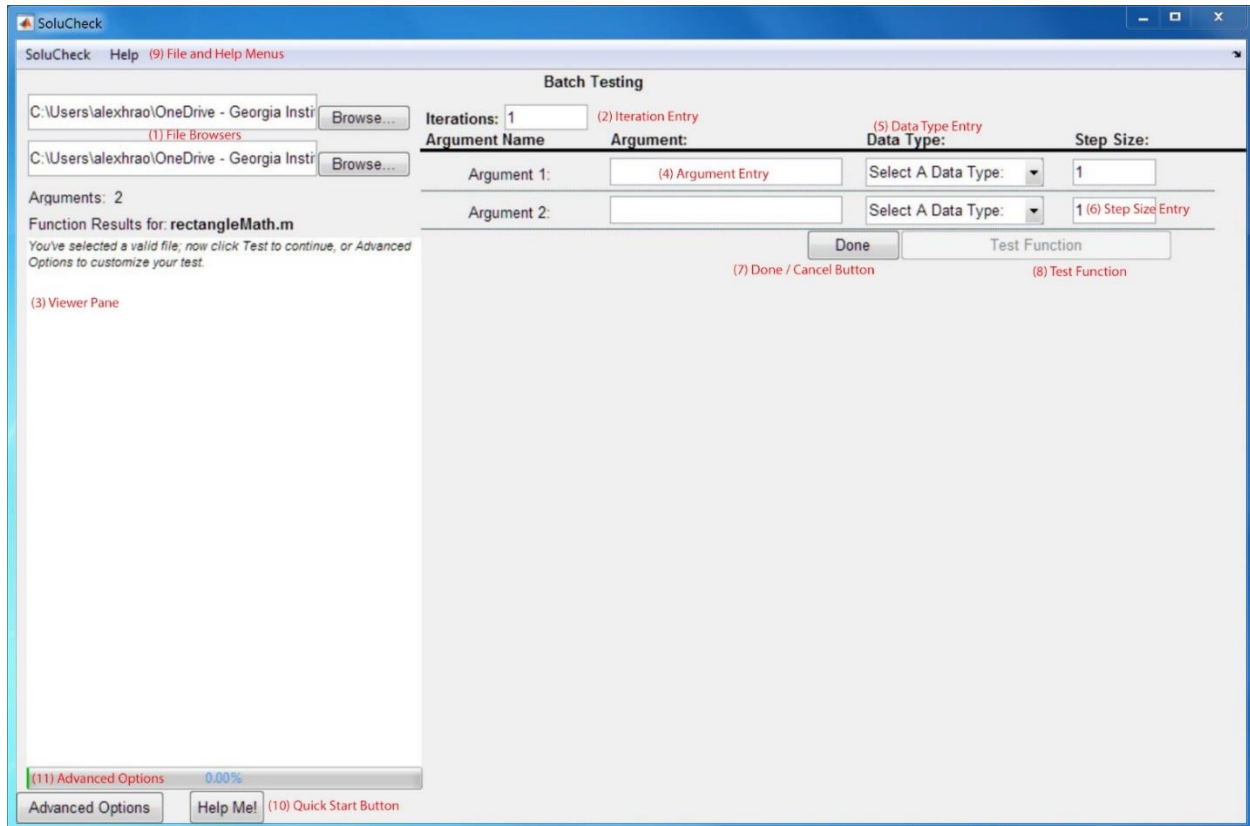 SoluCheck
SoluCheck Help (9) File and Help Menus
Batch Testing
C:\Users\alexhrao\OneDrive - Georgia Insti Browse...
(1) File Browsers
C:\Users\alexhrao\OneDrive - Georgia Insti Browse...
Arguments: 2
Function Results for: rectangleMath.m
You've selected a valid file; now click Test to continue, or Advanced
Options to customize your test.
(3) Viewer Pane
Iterations: 1 (2) Iteration Entry
(5) Data Type Entry
Argument Name Argument: Data Type: Step Size:
Argument 1: (4) Argument Entry Select A Data Type: 1
Argument 2: Select A Data Type: 1 (6) Step Size Entry
Done Test Function
(7) Done / Cancel Button (8) Test Function
(11) Advanced Options 0.00%
Advanced Options Help Me! (10) Quick Start Button